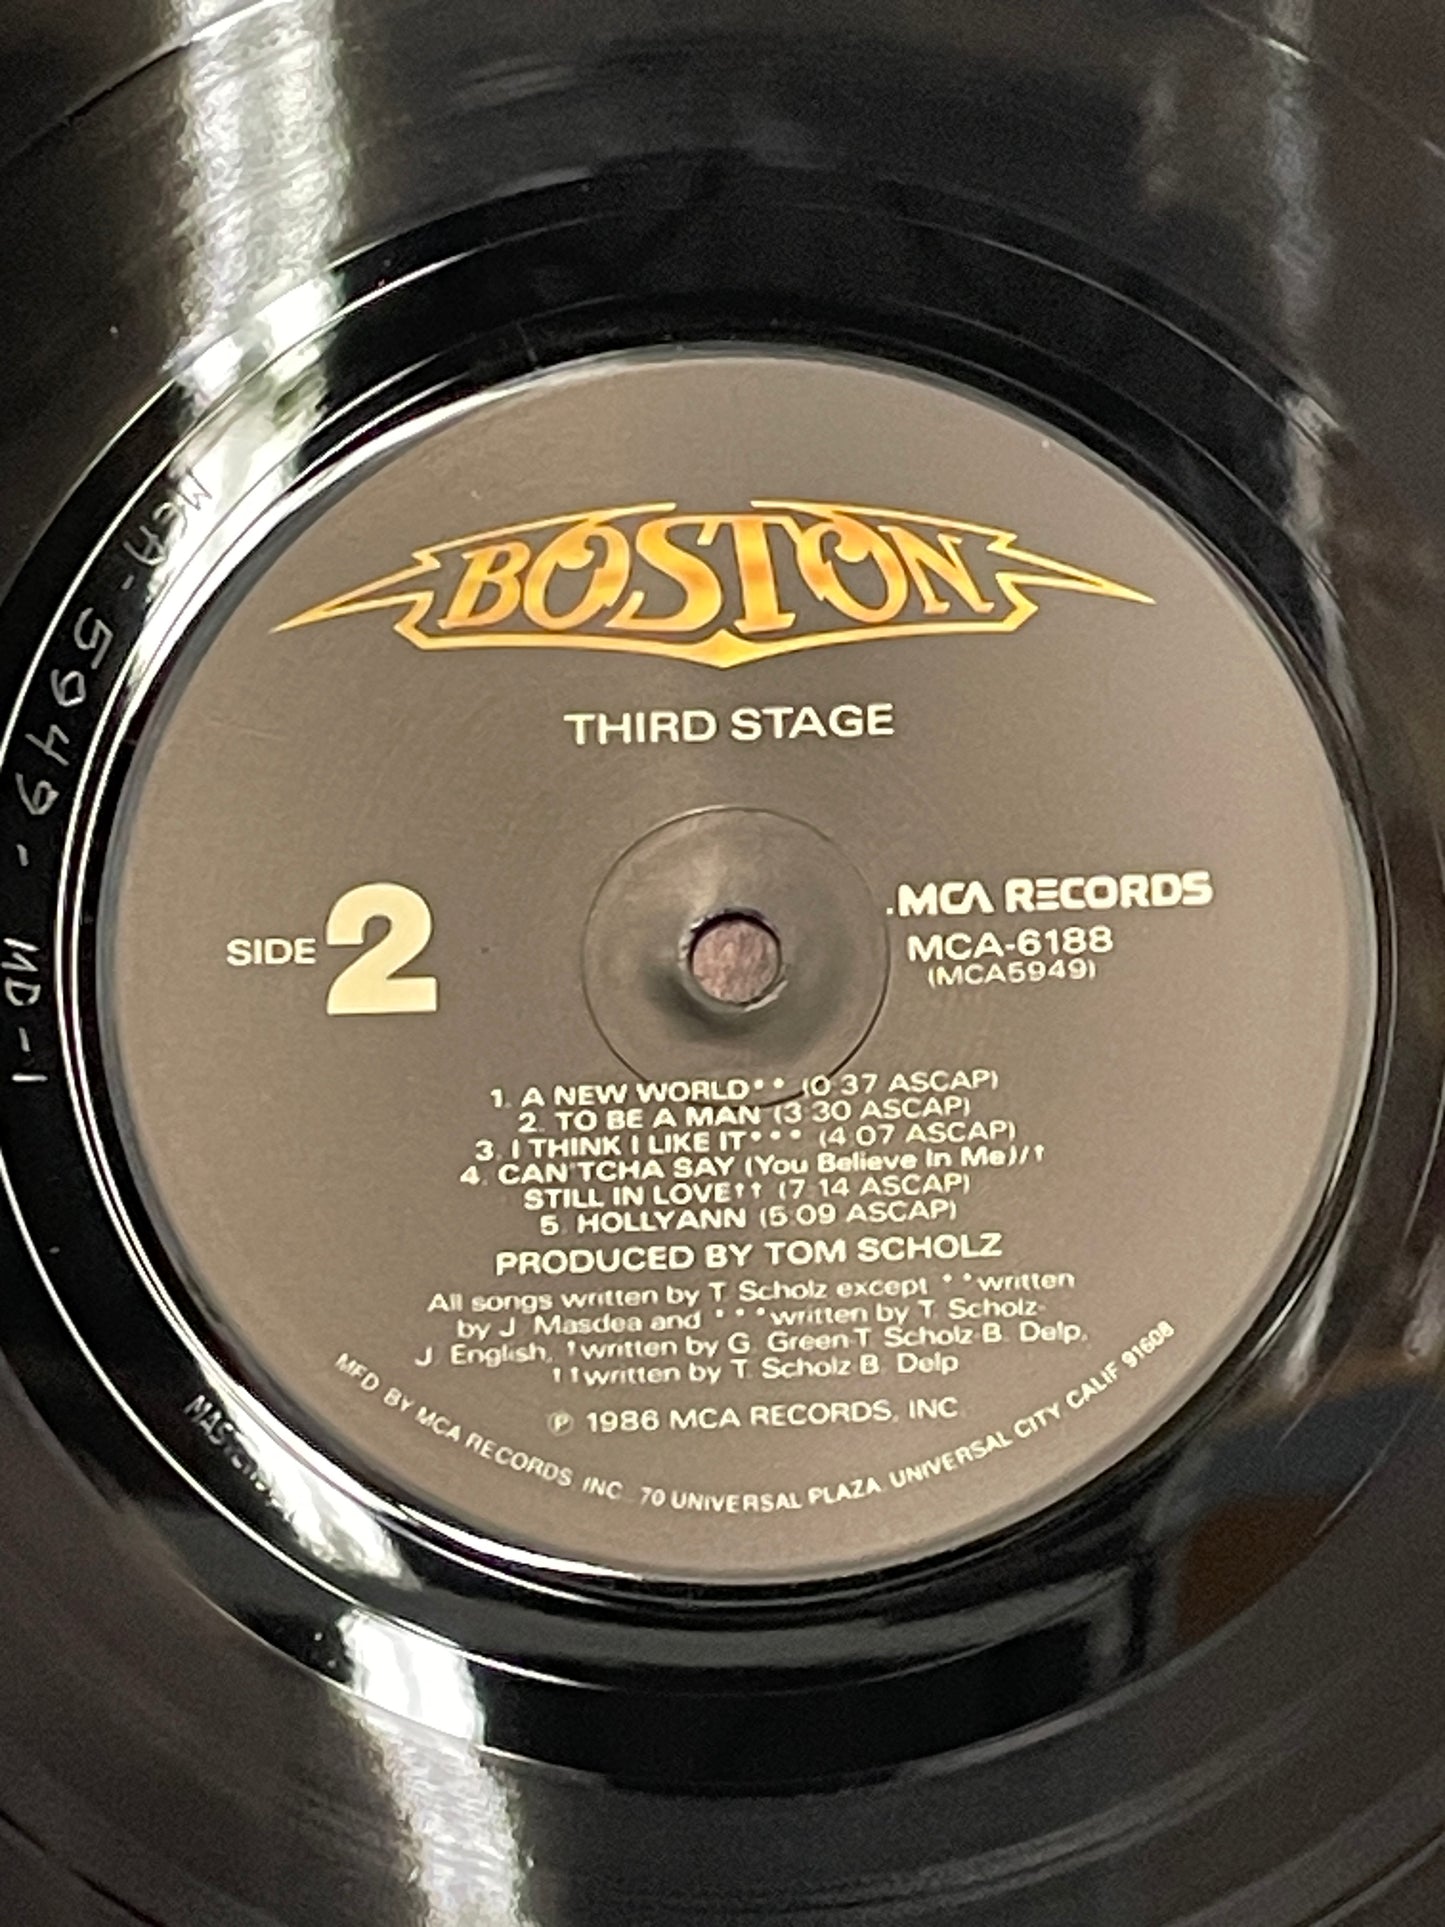 BOSTON
THIRD STAGE
SIDE 2
MCA RECORDS
MCA-6188
(MCA5949)
1. A NEW WORLD** (0:37 ASCAP)
2. TO BE A MAN (3:30 ASCAP)
3. I THINK I LIKE IT*** (4:07 ASCAP)
4. CAN'TCHA SAY (You Believe In Me)/†
STILL IN LOVE†† (7:14 ASCAP)
5. HOLLYANN (5:09 ASCAP)
PRODUCED BY TOM SCHOLZ
All songs written by T. Scholz except **written
by J. Masdea and ***written by T. Scholz-
J. English, †written by G. Green-T. Scholz-B. Delp,
††written by T. Scholz-B. Delp
℗ 1986 MCA RECORDS, INC.
MFD BY MCA RECORDS, INC., 70 UNIVERSAL PLAZA, UNIVERSAL CITY, CALIF 91608
MCA-5949-MD-1